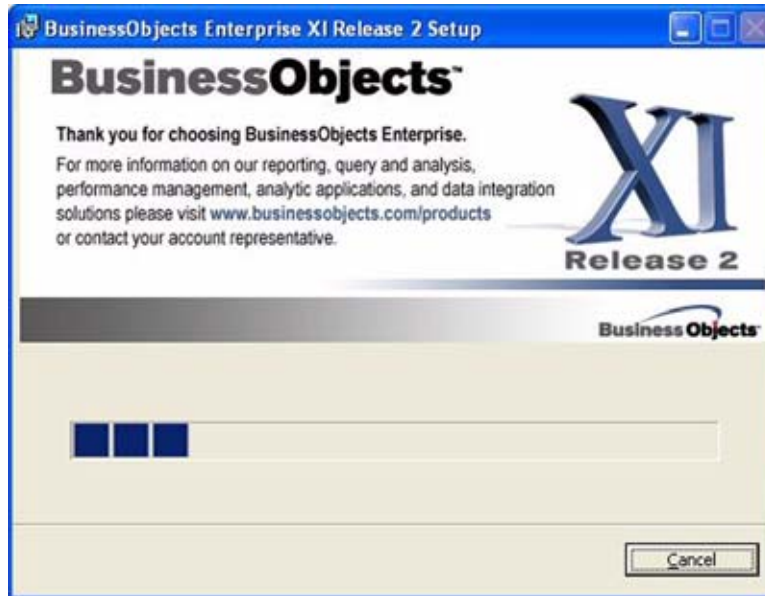 BusinessObjects Enterprise XI Release 2 Setup
BusinessObjects™
Thank you for choosing BusinessObjects Enterprise.
For more information on our reporting, query and analysis,
performance management, analytic applications, and data integration
solutions please visit www.businessobjects.com/products
or contact your account representative.
XI
Release 2
Business Objects
Cancel